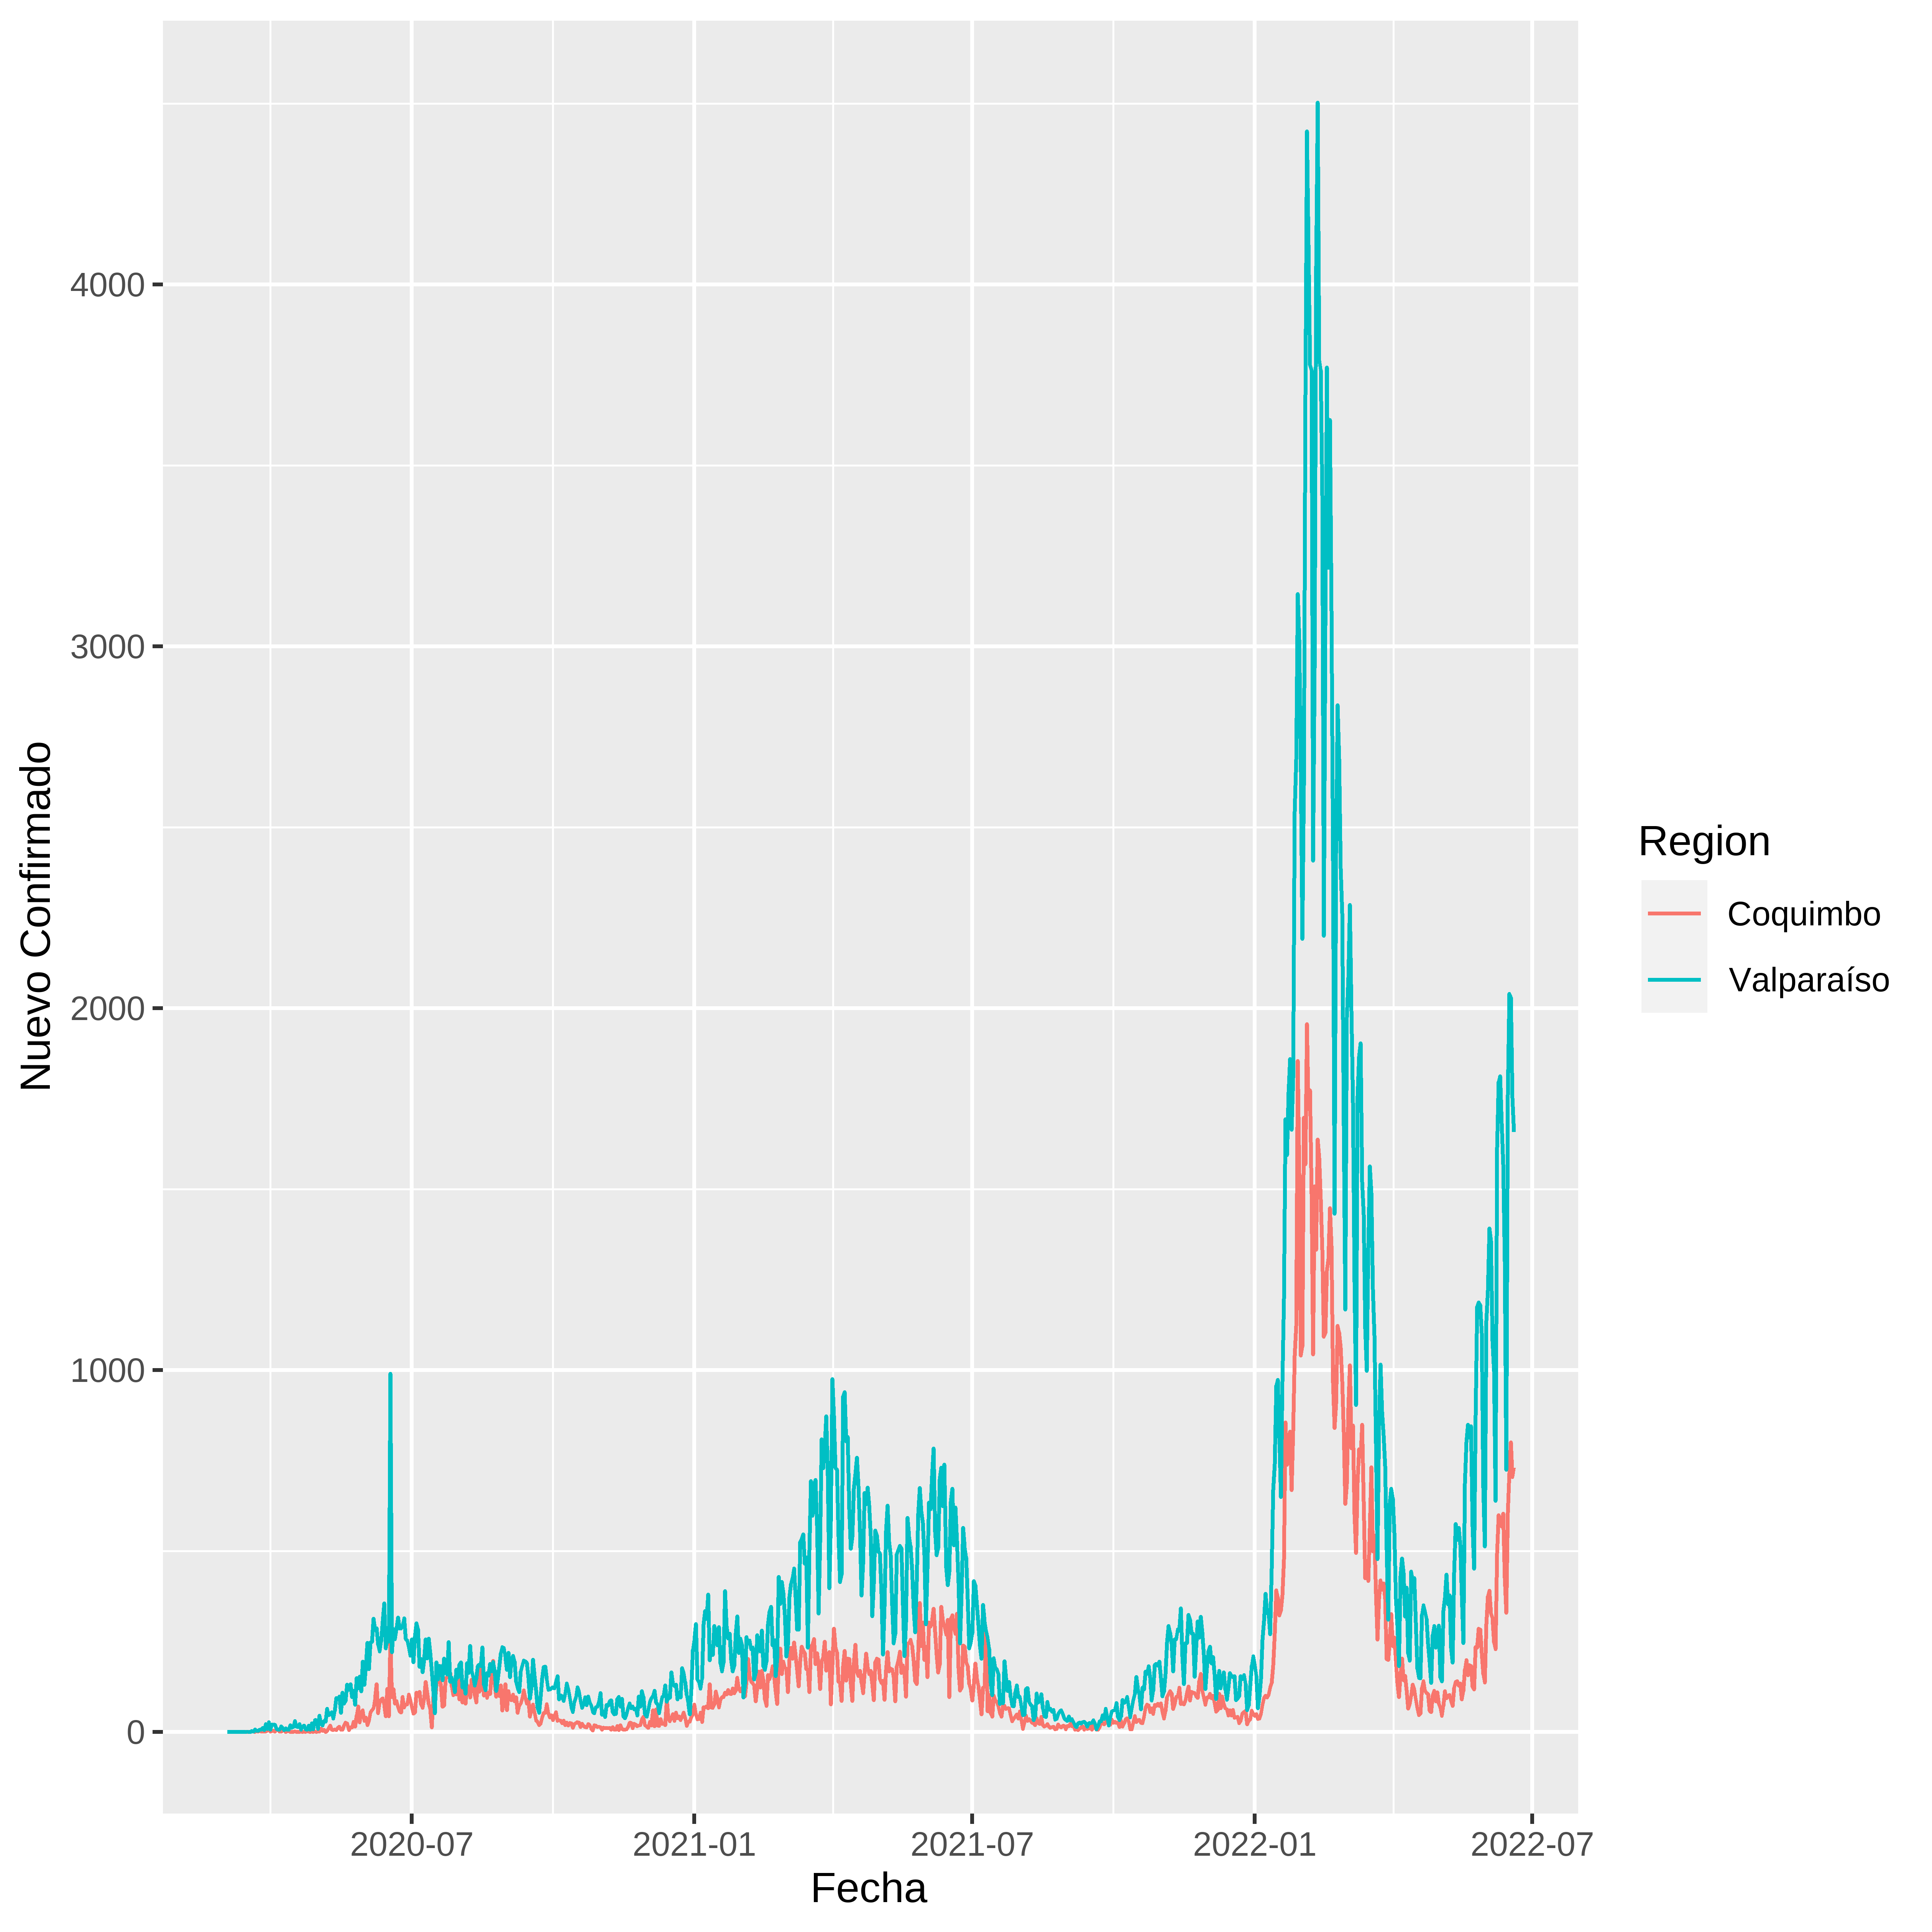 Nuevo Confirmado
4000
3000
2000
1000
0
2020-07
2021-01
2021-07
2022-01
2022-07
Fecha
Region
Coquimbo
Valparaíso